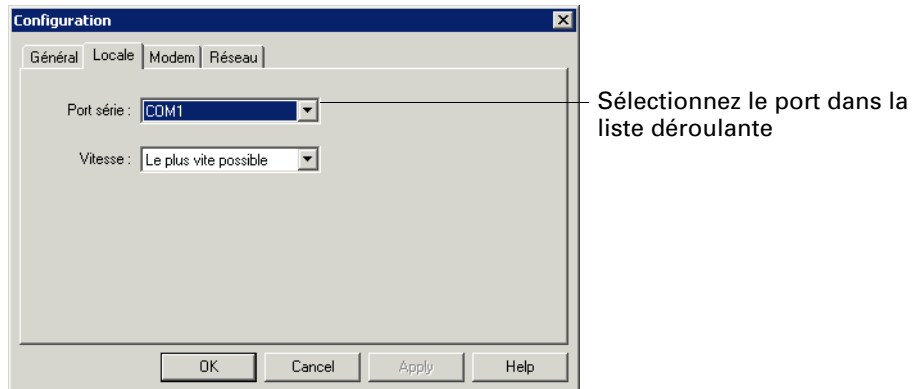 Configuration
Général Locale Modem Réseau
Port série : COM1
Sélectionnez le port dans la
liste déroulante
Vitesse : Le plus vite possible
OK Cancel Apply Help